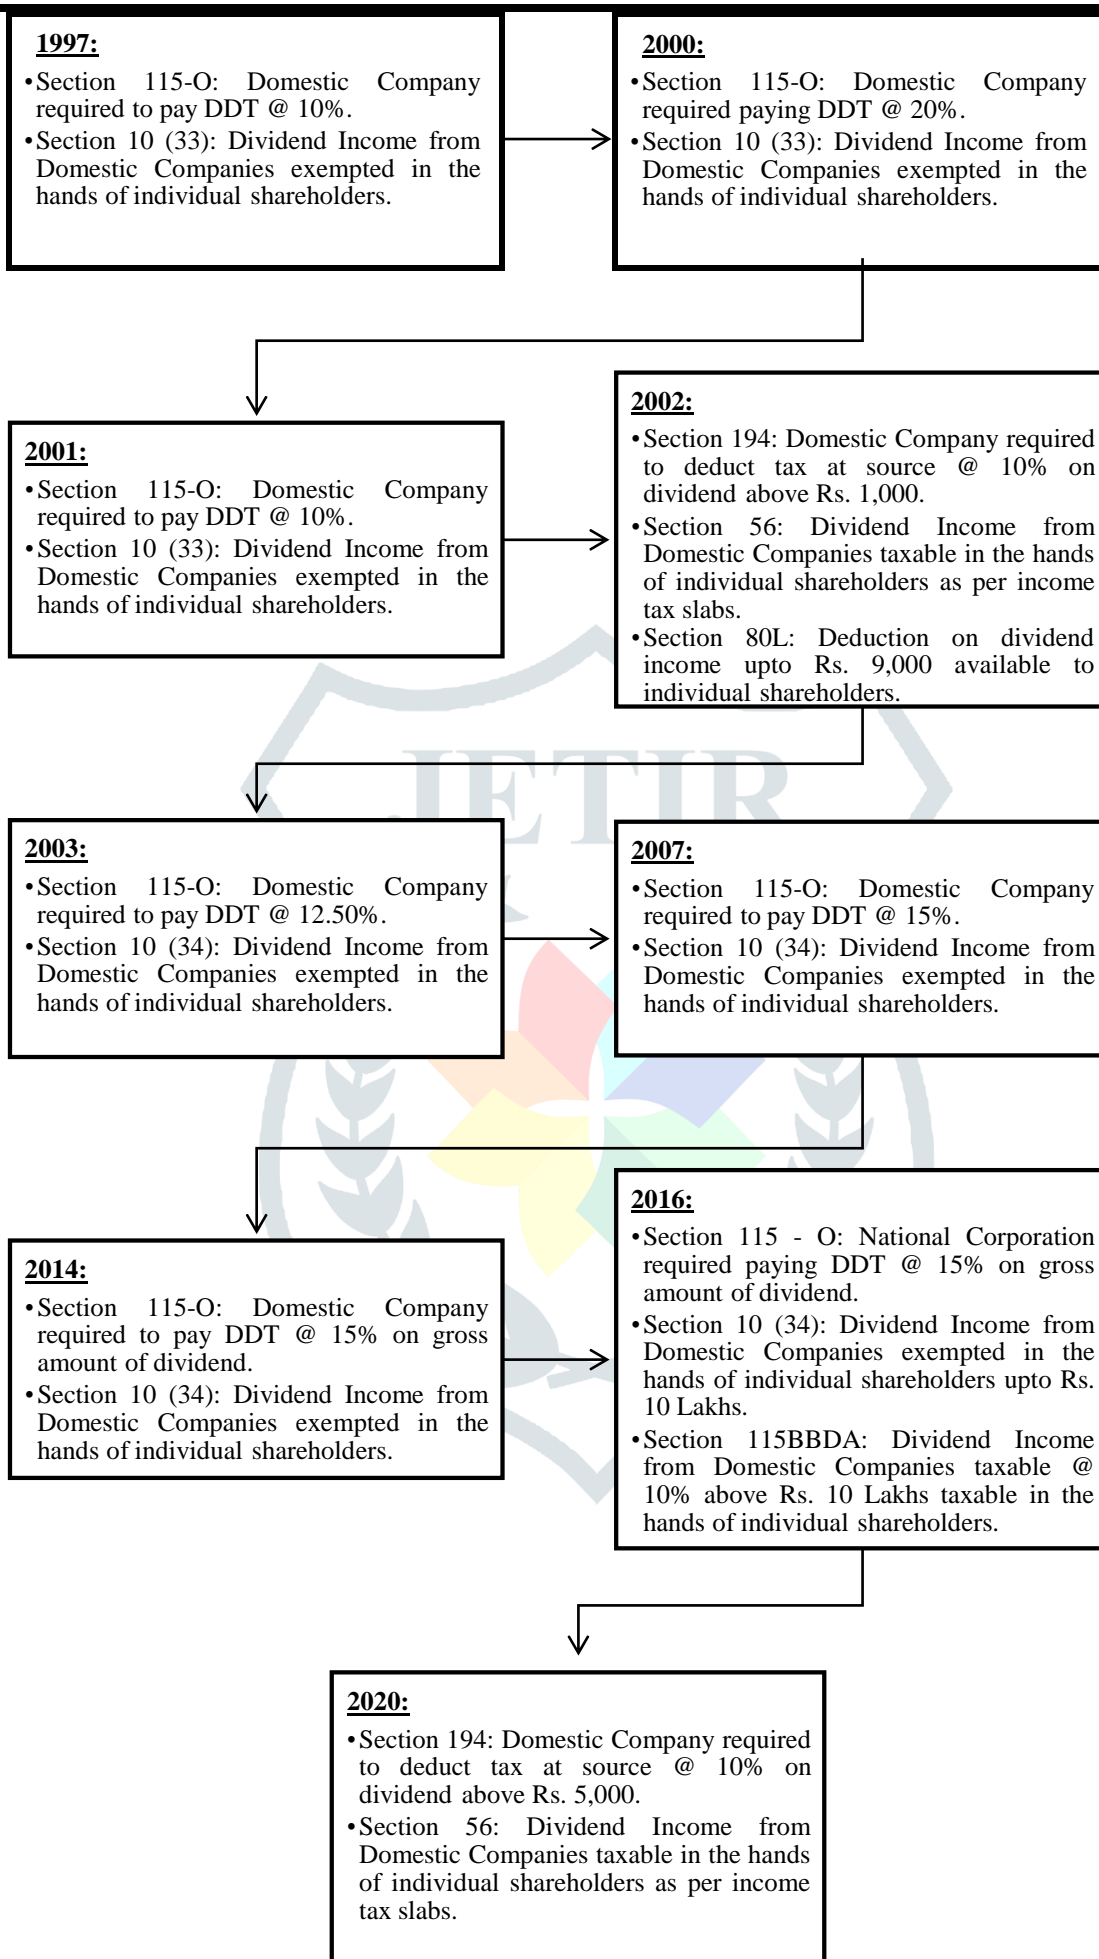 1997:
•Section 115-O: Domestic Company
required to pay DDT @ 10%.
•Section 10 (33): Dividend Income from
Domestic Companies exempted in the
hands of individual shareholders.
2000:
•Section 115-O: Domestic Company
required paying DDT @ 20%.
•Section 10 (33): Dividend Income from
Domestic Companies exempted in the
hands of individual shareholders.
2001:
•Section 115-O: Domestic Company
required to pay DDT @ 10%.
•Section 10 (33): Dividend Income from
Domestic Companies exempted in the
hands of individual shareholders.
2002:
•Section 194: Domestic Company required
to deduct tax at source @ 10% on
dividend above Rs. 1,000.
•Section 56: Dividend Income from
Domestic Companies taxable in the hands
of individual shareholders as per income
tax slabs.
•Section 80L: Deduction on dividend
income upto Rs. 9,000 available to
individual shareholders.
JETIR
2003:
•Section 115-O: Domestic Company
required to pay DDT @ 12.50%.
•Section 10 (34): Dividend Income from
Domestic Companies exempted in the
hands of individual shareholders.
2007:
•Section 115-O: Domestic Company
required to pay DDT @ 15%.
•Section 10 (34): Dividend Income from
Domestic Companies exempted in the
hands of individual shareholders.
2014:
•Section 115-O: Domestic Company
required to pay DDT @ 15% on gross
amount of dividend.
•Section 10 (34): Dividend Income from
Domestic Companies exempted in the
hands of individual shareholders.
2016:
•Section 115 - O: National Corporation
required paying DDT @ 15% on gross
amount of dividend.
•Section 10 (34): Dividend Income from
Domestic Companies exempted in the
hands of individual shareholders upto Rs.
10 Lakhs.
•Section 115BBDA: Dividend Income
from Domestic Companies taxable @
10% above Rs. 10 Lakhs taxable in the
hands of individual shareholders.
2020:
•Section 194: Domestic Company required
to deduct tax at source @ 10% on
dividend above Rs. 5,000.
•Section 56: Dividend Income from
Domestic Companies taxable in the hands
of individual shareholders as per income
tax slabs.